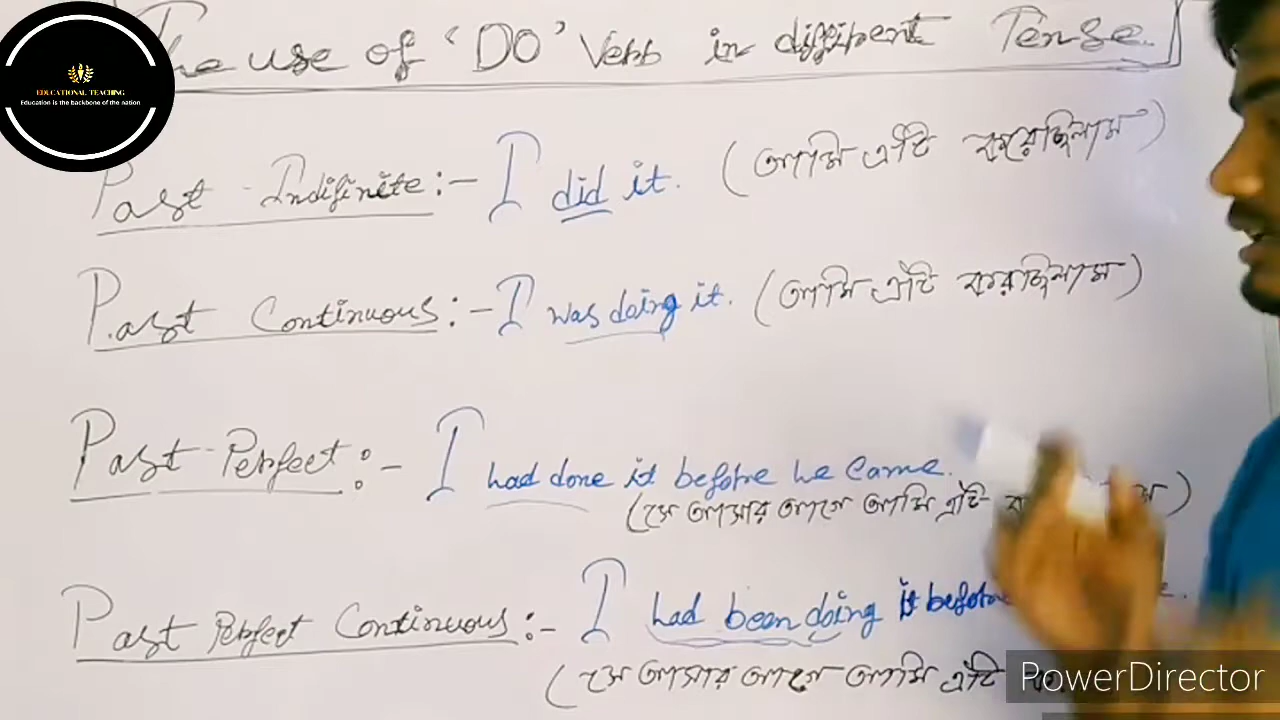 The use of 'DO' Verb in different Tense.
EDUCATIONAL TEACHING
Education is the backbone of the nation
Past Indifinite :- I did it. (আমি এটি করেছিলাম)
Past Continuous :- I was doing it. (আমি এটি করেছিলাম)
Past Perfect :- I had done it before he came.
(সে আসার আগে আমি এটি
Past Perfect Continuous :- I had been doing it before
(সে আসার আগে আমি এটি
PowerDirector